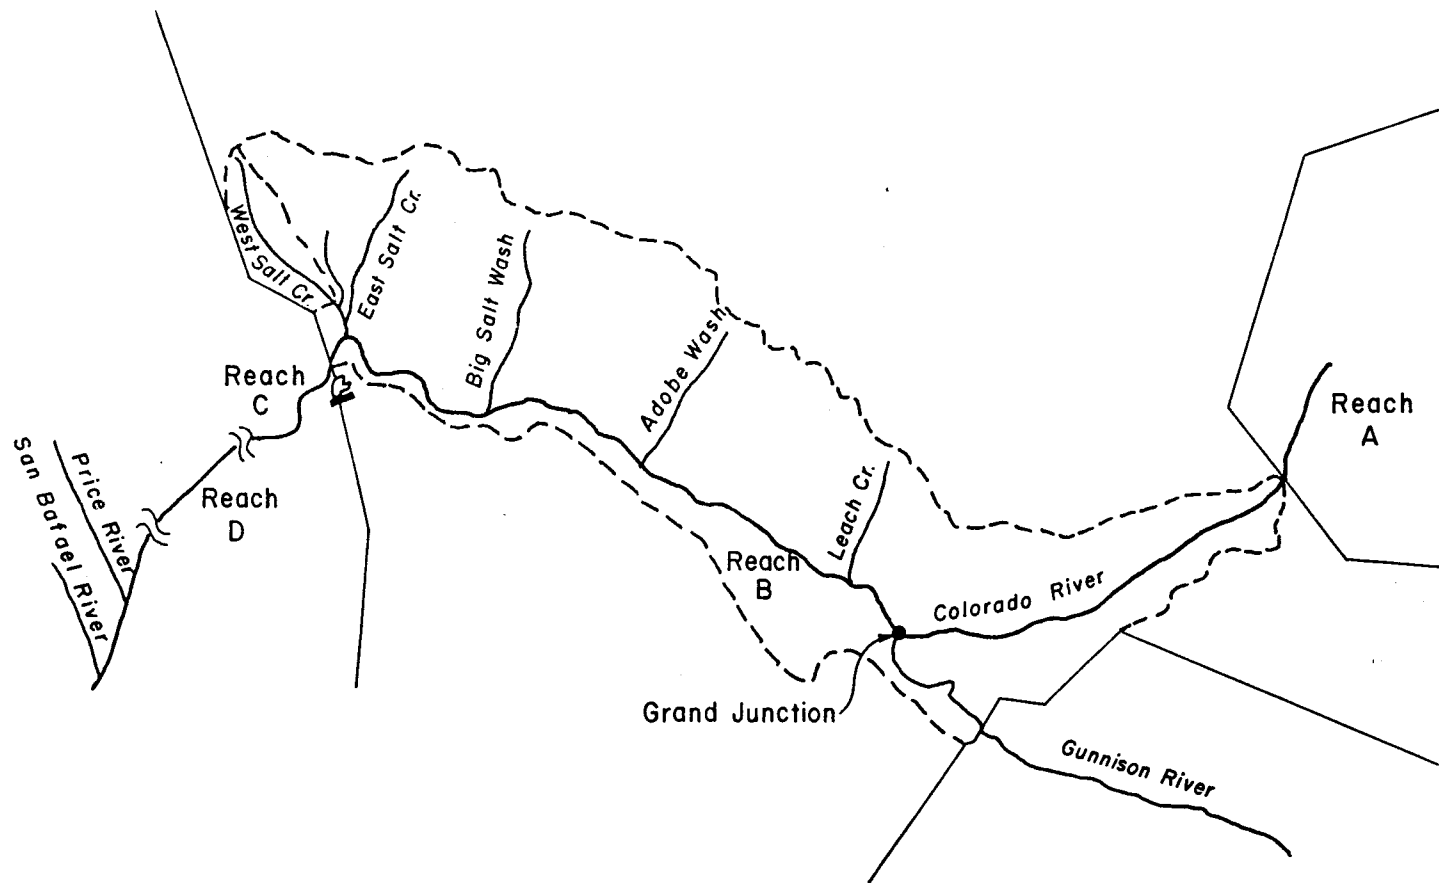 West Salt Cr.
East Salt Cr.
Big Salt Wash
Adobe Wash
Reach
C
Reach
A
San Bafael River
Price River
Leach Cr.
Reach
D
Reach
B
Colorado River
Grand Junction
Gunnison River